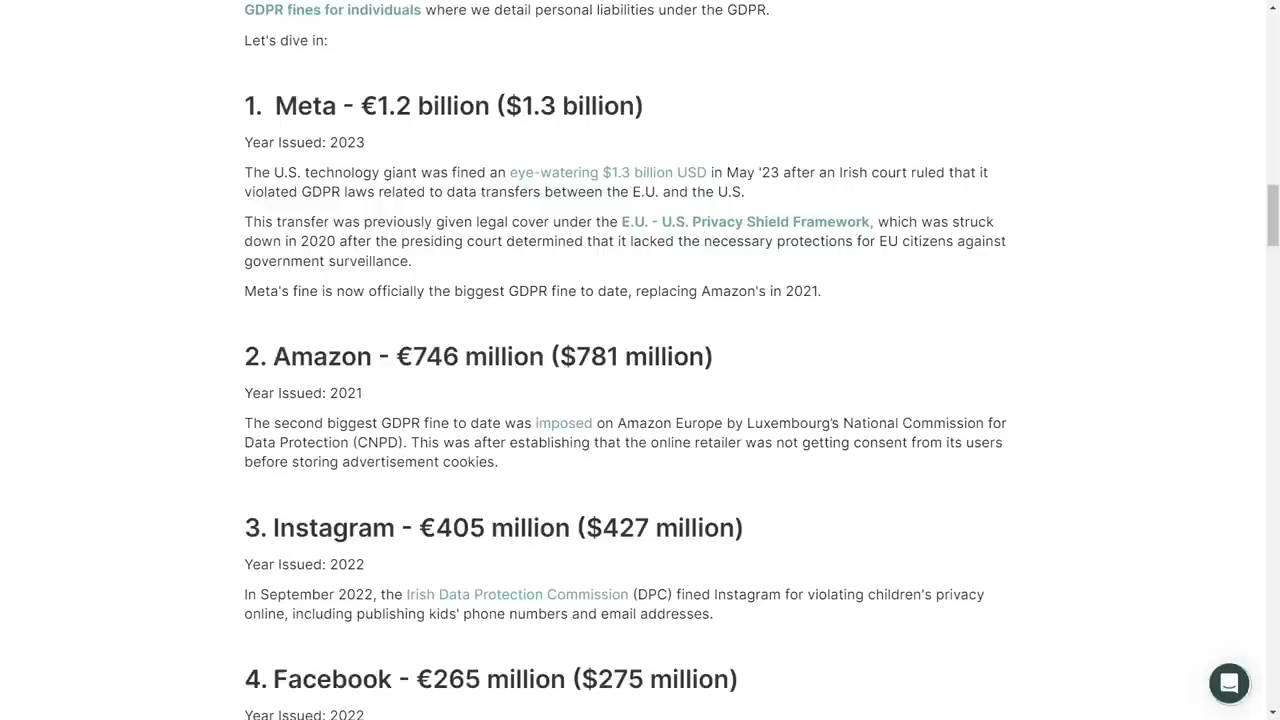 GDPR fines for individuals where we detail personal liabilities under the GDPR.
Let's dive in:
1. Meta - €1.2 billion ($1.3 billion)
Year Issued: 2023
The U.S. technology giant was fined an eye-watering $1.3 billion USD in May '23 after an Irish court ruled that it
violated GDPR laws related to data transfers between the E.U. and the U.S.
This transfer was previously given legal cover under the E.U. - U.S. Privacy Shield Framework, which was struck
down in 2020 after the presiding court determined that it lacked the necessary protections for EU citizens against
government surveillance.
Meta's fine is now officially the biggest GDPR fine to date, replacing Amazon's in 2021.
2. Amazon - €746 million ($781 million)
Year Issued: 2021
The second biggest GDPR fine to date was imposed on Amazon Europe by Luxembourg’s National Commission for
Data Protection (CNPD). This was after establishing that the online retailer was not getting consent from its users
before storing advertisement cookies.
3. Instagram - €405 million ($427 million)
Year Issued: 2022
In September 2022, the Irish Data Protection Commission (DPC) fined Instagram for violating children's privacy
online, including publishing kids' phone numbers and email addresses.
4. Facebook - €265 million ($275 million)
Year Issued: 2022